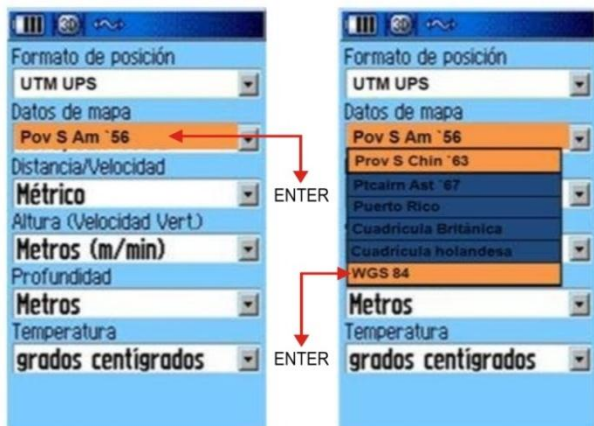 3D
Formato de posición
UTM UPS
Datos de mapa
Pov S Am `56
Distancia/Velocidad
Métrico
Altura (Velocidad Vert.)
Metros (m/min)
Profundidad
Metros
Temperatura
grados centígrados
ENTER
ENTER
3D
Formato de posición
UTM UPS
Datos de mapa
Pov S Am `56
Prov S Chin `63
Ptcairn Ast `67
Puerto Rico
Cuadrícula Británica
Cuadrícula holandesa
WGS 84
Metros
Temperatura
grados centígrados